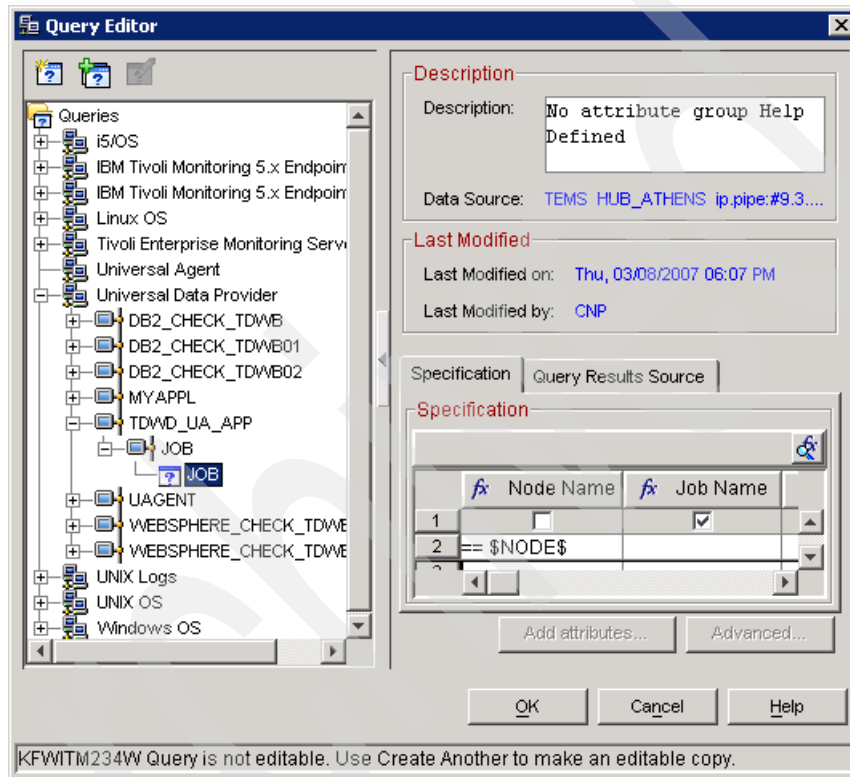 Query Editor
Queries
i5/OS
IBM Tivoli Monitoring 5.x Endpoin
IBM Tivoli Monitoring 5.x Endpoin
Linux OS
Tivoli Enterprise Monitoring Serve
Universal Agent
Universal Data Provider
DB2_CHECK_TDWB
DB2_CHECK_TDWB01
DB2_CHECK_TDWB02
MYAPPL
TDWD_UA_APP
JOB
JOB
UAGENT
WEBSPHERE_CHECK_TDWE
WEBSPHERE_CHECK_TDWE
UNIX Logs
UNIX OS
Windows OS
Description
Description:
No attribute group Help
Defined
Data Source: TEMS HUB_ATHENS ip.pipe:#9.3....
Last Modified
Last Modified on: Thu, 03/08/2007 06:07 PM
Last Modified by: CNP
Specification Query Results Source
Specification
fx Node Name fx Job Name
1
2 == $NODE$
Add attributes... Advanced...
OK Cancel Help
KFWITM234W Query is not editable. Use Create Another to make an editable copy.